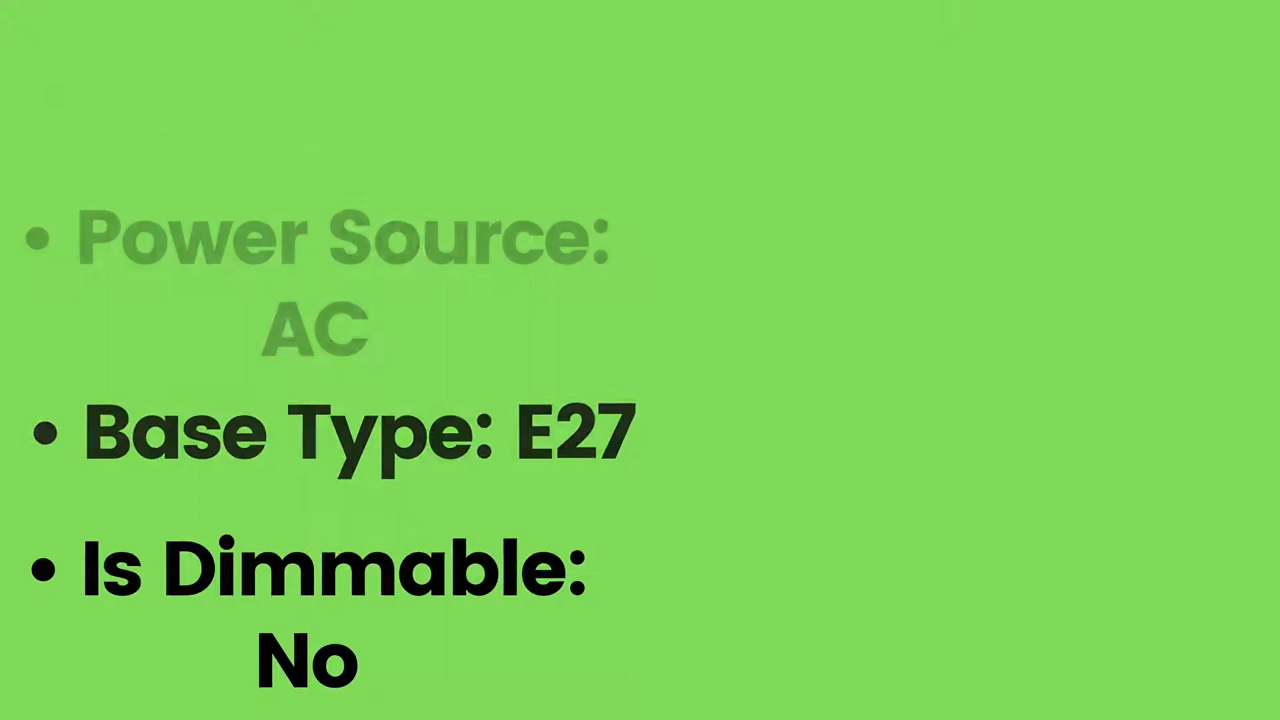 • Power Source:
AC
• Base Type: E27
• Is Dimmable:
No